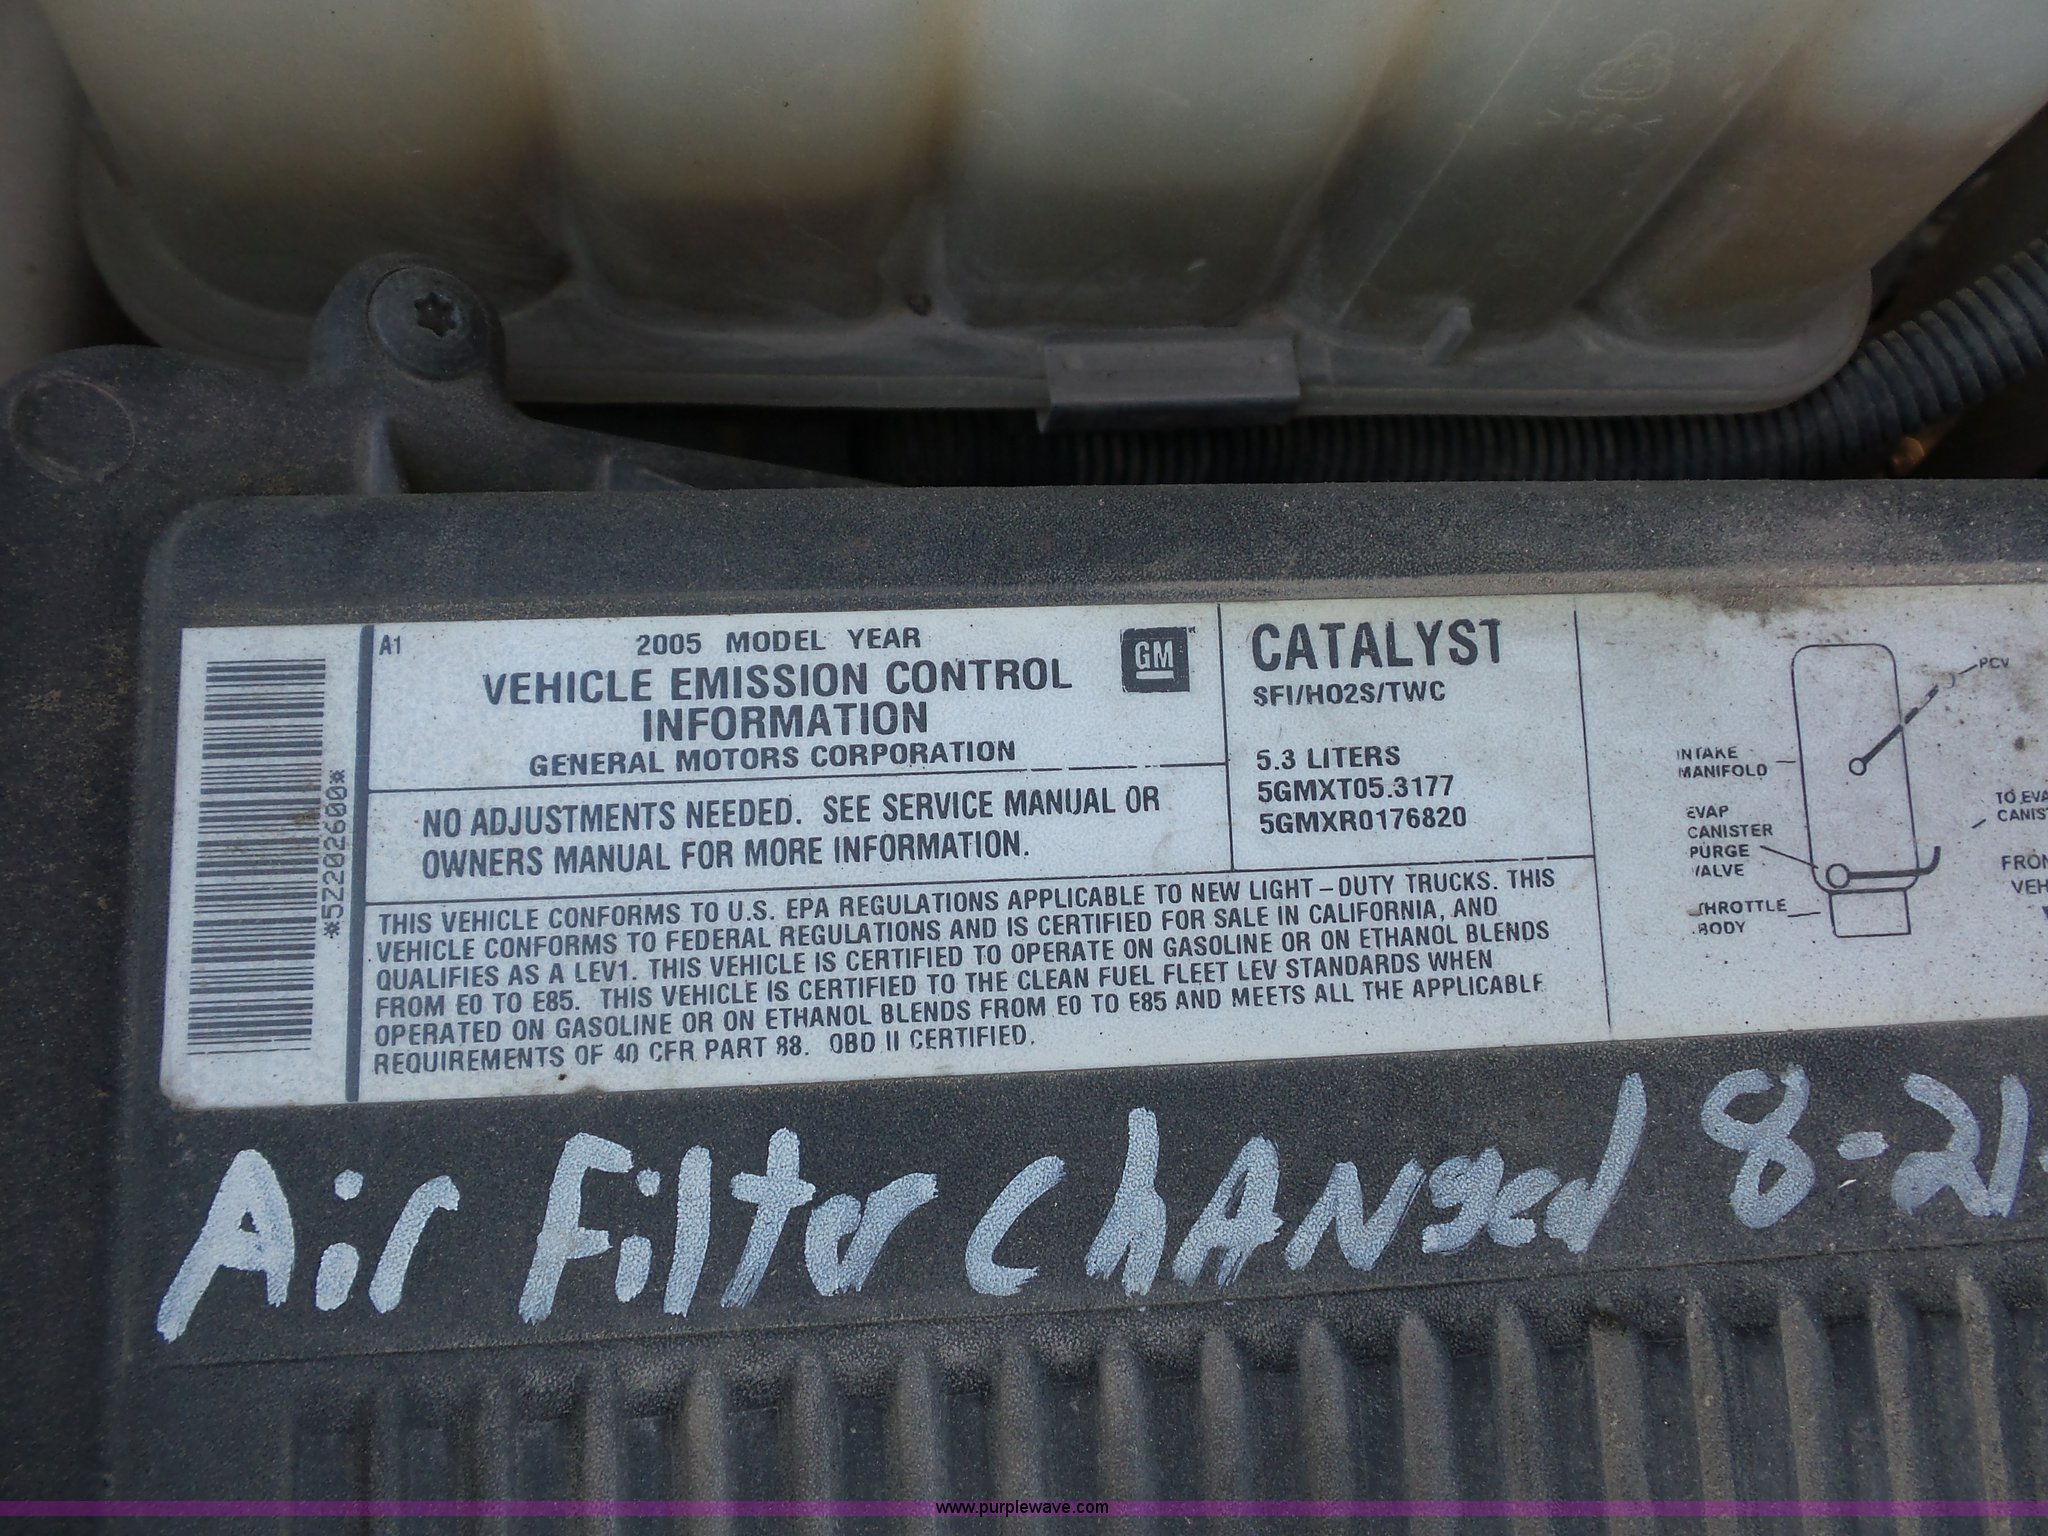 A1
2005 MODEL YEAR
VEHICLE EMISSION CONTROL
INFORMATION
GENERAL MOTORS CORPORATION
GM
NO ADJUSTMENTS NEEDED. SEE SERVICE MANUAL OR
OWNERS MANUAL FOR MORE INFORMATION.
CATALYST
SFI/HO2S/TWC
5.3 LITERS
5GMXT05.3177
5GMXR0176820
THIS VEHICLE CONFORMS TO U.S. EPA REGULATIONS APPLICABLE TO NEW LIGHT-DUTY TRUCKS. THIS
VEHICLE CONFORMS TO FEDERAL REGULATIONS AND IS CERTIFIED FOR SALE IN CALIFORNIA, AND
QUALIFIES AS A LEV1. THIS VEHICLE IS CERTIFIED TO OPERATE ON GASOLINE OR ON ETHANOL BLENDS
FROM E0 TO E85. THIS VEHICLE IS CERTIFIED TO THE CLEAN FUEL FLEET LEV STANDARDS WHEN
OPERATED ON GASOLINE OR ON ETHANOL BLENDS FROM E0 TO E85 AND MEETS ALL THE APPLICABLE
REQUIREMENTS OF 40 CFR PART 88. OBD II CERTIFIED.
*5Z202600*
PCV
INTAKE
MANIFOLD
EVAP
CANISTER
PURGE
VALVE
THROTTLE
BODY
TO EVA
CANIS
FRON
VEH
Air Filter ChANged 8-21-
www.purplewave.com